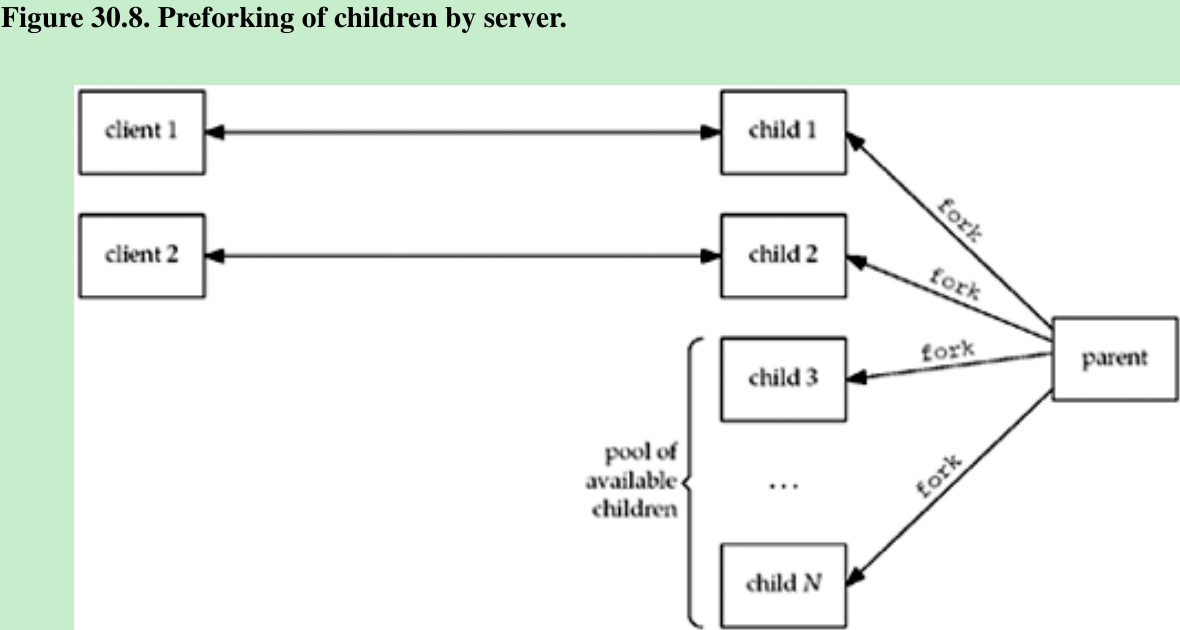 Figure 30.8. Preforking of children by server.
client 1
child 1
fork
client 2
child 2
fork
child 3
fork
parent
pool of
available
children
...
fork
child N